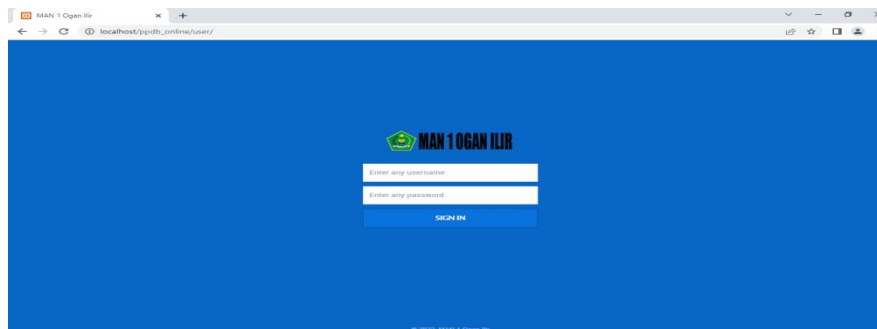 MAN 1 Ogan Ilir
localhost/ppdb_online/user/
MAN 1 OGAN ILIR
Enter any username
Enter any password
SIGN IN